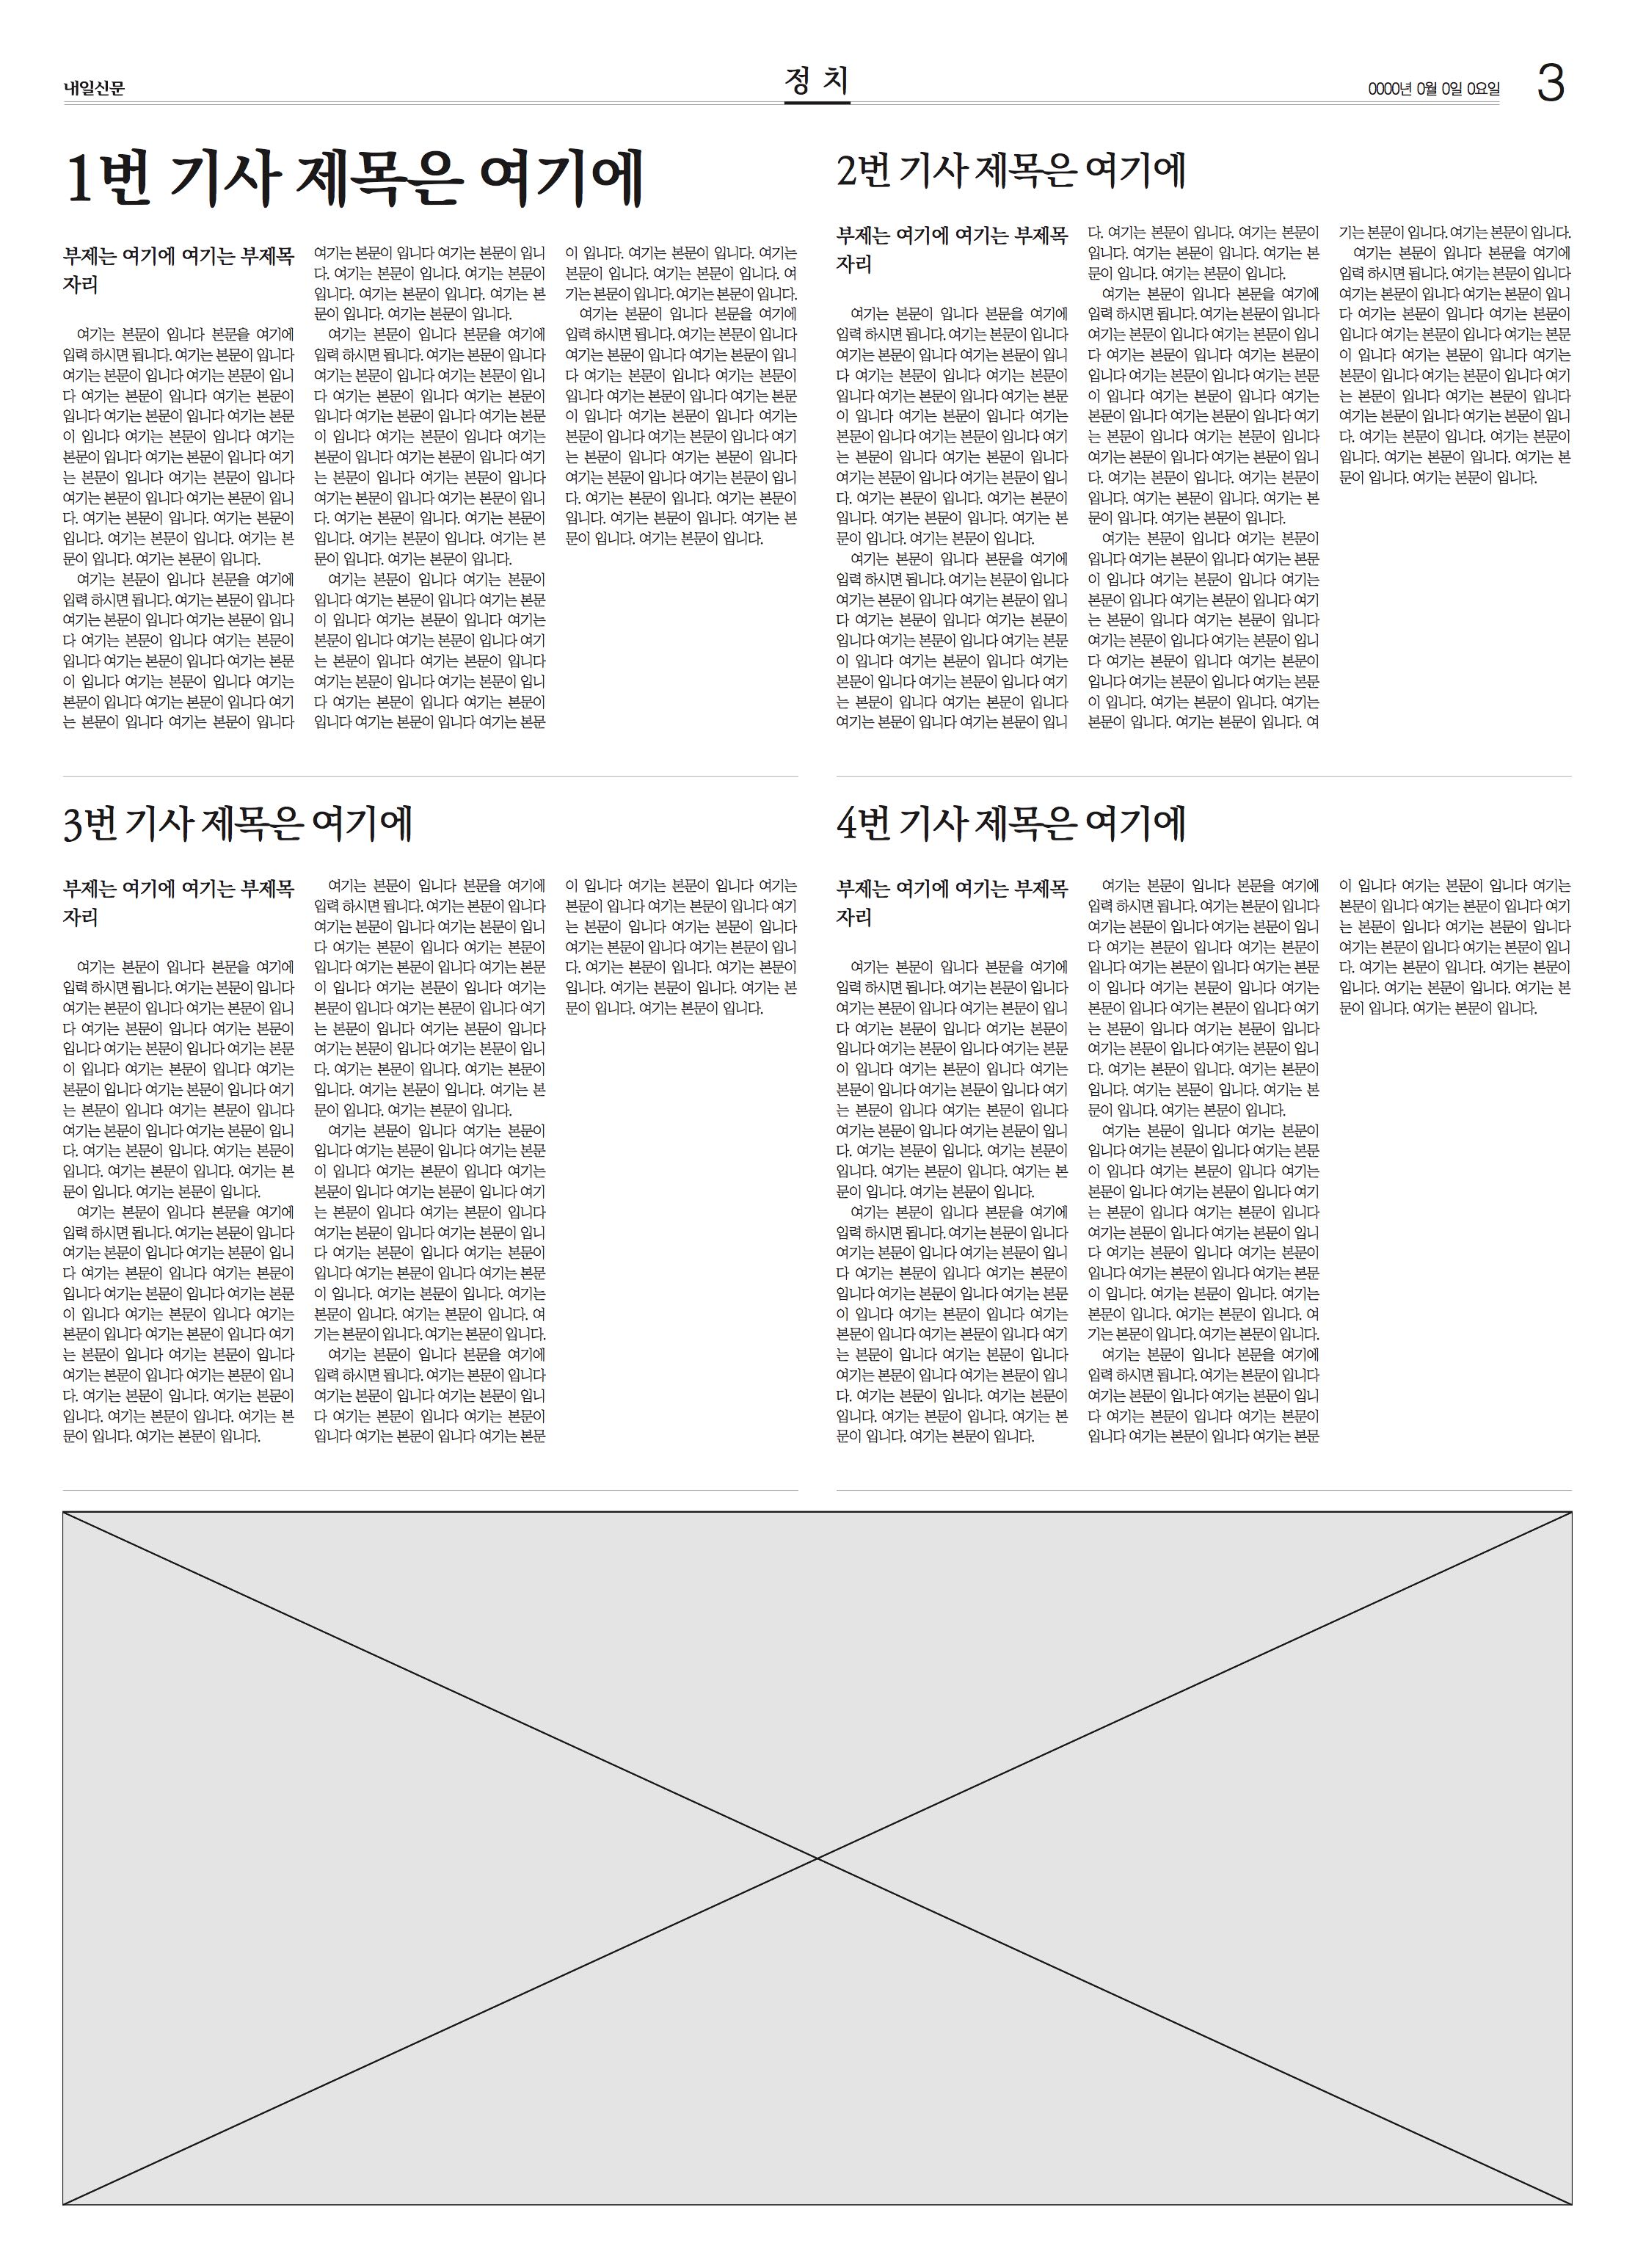 내일신문
정 치
0000년 0월 0일 0요일
3
1번 기사 제목은 여기에
부제는 여기에 여기는 부제목
자리
여기는 본문이 입니다 본문을 여기에
입력 하시면 됩니다. 여기는 본문이 입니다
여기는 본문이 입니다 여기는 본문이 입니
다 여기는 본문이 입니다 여기는 본문이
입니다 여기는 본문이 입니다 여기는 본문
이 입니다 여기는 본문이 입니다 여기는
본문이 입니다 여기는 본문이 입니다 여기
는 본문이 입니다 여기는 본문이 입니다
여기는 본문이 입니다 여기는 본문이 입니
다. 여기는 본문이 입니다. 여기는 본문이
입니다. 여기는 본문이 입니다. 여기는 본
문이 입니다. 여기는 본문이 입니다.
여기는 본문이 입니다 본문을 여기에
입력 하시면 됩니다. 여기는 본문이 입니다
여기는 본문이 입니다 여기는 본문이 입니
다 여기는 본문이 입니다 여기는 본문이
입니다 여기는 본문이 입니다 여기는 본문
이 입니다 여기는 본문이 입니다 여기는
본문이 입니다 여기는 본문이 입니다 여기
는 본문이 입니다 여기는 본문이 입니다
여기는 본문이 입니다 여기는 본문이 입니
다. 여기는 본문이 입니다. 여기는 본문이
입니다. 여기는 본문이 입니다. 여기는 본
문이 입니다. 여기는 본문이 입니다.
여기는 본문이 입니다 본문을 여기에
입력 하시면 됩니다. 여기는 본문이 입니다
여기는 본문이 입니다 여기는 본문이 입니
다 여기는 본문이 입니다 여기는 본문이
입니다 여기는 본문이 입니다 여기는 본문
이 입니다 여기는 본문이 입니다 여기는
본문이 입니다 여기는 본문이 입니다 여기
는 본문이 입니다 여기는 본문이 입니다
여기는 본문이 입니다 여기는 본문이 입니
다. 여기는 본문이 입니다. 여기는 본문이
입니다. 여기는 본문이 입니다. 여기는 본
문이 입니다. 여기는 본문이 입니다.
여기는 본문이 입니다 여기는 본문이
입니다 여기는 본문이 입니다 여기는 본문
이 입니다 여기는 본문이 입니다 여기는
본문이 입니다 여기는 본문이 입니다 여기
는 본문이 입니다 여기는 본문이 입니다
여기는 본문이 입니다 여기는 본문이 입니
다 여기는 본문이 입니다 여기는 본문이
입니다 여기는 본문이 입니다 여기는 본문
이 입니다. 여기는 본문이 입니다. 여기는
본문이 입니다. 여기는 본문이 입니다. 여
기는 본문이 입니다. 여기는 본문이 입니다.
여기는 본문이 입니다 본문을 여기에
입력 하시면 됩니다. 여기는 본문이 입니다
여기는 본문이 입니다 여기는 본문이 입니
다 여기는 본문이 입니다 여기는 본문이
입니다 여기는 본문이 입니다 여기는 본문
이 입니다 여기는 본문이 입니다 여기는
본문이 입니다 여기는 본문이 입니다 여기
는 본문이 입니다 여기는 본문이 입니다
여기는 본문이 입니다 여기는 본문이 입니
다. 여기는 본문이 입니다. 여기는 본문이
입니다. 여기는 본문이 입니다. 여기는 본
문이 입니다. 여기는 본문이 입니다.
2번 기사 제목은 여기에
부제는 여기에 여기는 부제목
자리
여기는 본문이 입니다 본문을 여기에
입력 하시면 됩니다. 여기는 본문이 입니다
여기는 본문이 입니다 여기는 본문이 입니
다 여기는 본문이 입니다 여기는 본문이
입니다 여기는 본문이 입니다 여기는 본문
이 입니다 여기는 본문이 입니다 여기는
본문이 입니다 여기는 본문이 입니다 여기
는 본문이 입니다 여기는 본문이 입니다
여기는 본문이 입니다 여기는 본문이 입니
다. 여기는 본문이 입니다. 여기는 본문이
입니다. 여기는 본문이 입니다. 여기는 본
문이 입니다. 여기는 본문이 입니다.
여기는 본문이 입니다 본문을 여기에
입력 하시면 됩니다. 여기는 본문이 입니다
여기는 본문이 입니다 여기는 본문이 입니
다 여기는 본문이 입니다 여기는 본문이
입니다 여기는 본문이 입니다 여기는 본문
이 입니다 여기는 본문이 입니다 여기는
본문이 입니다 여기는 본문이 입니다 여기
는 본문이 입니다 여기는 본문이 입니다
여기는 본문이 입니다 여기는 본문이 입니
다. 여기는 본문이 입니다. 여기는 본문이
입니다. 여기는 본문이 입니다. 여기는 본
문이 입니다. 여기는 본문이 입니다.
여기는 본문이 입니다 본문을 여기에
입력 하시면 됩니다. 여기는 본문이 입니다
여기는 본문이 입니다 여기는 본문이 입니
다 여기는 본문이 입니다 여기는 본문이
입니다 여기는 본문이 입니다 여기는 본문
이 입니다 여기는 본문이 입니다 여기는
본문이 입니다 여기는 본문이 입니다 여기
는 본문이 입니다 여기는 본문이 입니다
여기는 본문이 입니다 여기는 본문이 입니
다. 여기는 본문이 입니다. 여기는 본문이
입니다. 여기는 본문이 입니다. 여기는 본
문이 입니다. 여기는 본문이 입니다.
여기는 본문이 입니다 여기는 본문이
입니다 여기는 본문이 입니다 여기는 본문
이 입니다 여기는 본문이 입니다 여기는
본문이 입니다 여기는 본문이 입니다 여기
는 본문이 입니다 여기는 본문이 입니다
여기는 본문이 입니다 여기는 본문이 입니
다 여기는 본문이 입니다 여기는 본문이
입니다 여기는 본문이 입니다 여기는 본문
이 입니다. 여기는 본문이 입니다. 여기는
본문이 입니다. 여기는 본문이 입니다. 여
기는 본문이 입니다. 여기는 본문이 입니다.
여기는 본문이 입니다 본문을 여기에
입력 하시면 됩니다. 여기는 본문이 입니다
여기는 본문이 입니다 여기는 본문이 입니
다 여기는 본문이 입니다 여기는 본문이
입니다 여기는 본문이 입니다 여기는 본문
이 입니다 여기는 본문이 입니다 여기는
본문이 입니다 여기는 본문이 입니다 여기
는 본문이 입니다 여기는 본문이 입니다
여기는 본문이 입니다 여기는 본문이 입니
다. 여기는 본문이 입니다. 여기는 본문이
입니다. 여기는 본문이 입니다. 여기는 본
문이 입니다. 여기는 본문이 입니다.
3번 기사 제목은 여기에
부제는 여기에 여기는 부제목
자리
여기는 본문이 입니다 본문을 여기에
입력 하시면 됩니다. 여기는 본문이 입니다
여기는 본문이 입니다 여기는 본문이 입니
다 여기는 본문이 입니다 여기는 본문이
입니다 여기는 본문이 입니다 여기는 본문
이 입니다 여기는 본문이 입니다 여기는
본문이 입니다 여기는 본문이 입니다 여기
는 본문이 입니다 여기는 본문이 입니다
여기는 본문이 입니다 여기는 본문이 입니
다. 여기는 본문이 입니다. 여기는 본문이
입니다. 여기는 본문이 입니다. 여기는 본
문이 입니다. 여기는 본문이 입니다.
여기는 본문이 입니다 본문을 여기에
입력 하시면 됩니다. 여기는 본문이 입니다
여기는 본문이 입니다 여기는 본문이 입니
다 여기는 본문이 입니다 여기는 본문이
입니다 여기는 본문이 입니다 여기는 본문
이 입니다 여기는 본문이 입니다 여기는
본문이 입니다 여기는 본문이 입니다 여기
는 본문이 입니다 여기는 본문이 입니다
여기는 본문이 입니다 여기는 본문이 입니
다. 여기는 본문이 입니다. 여기는 본문이
입니다. 여기는 본문이 입니다. 여기는 본
문이 입니다. 여기는 본문이 입니다.
여기는 본문이 입니다 본문을 여기에
입력 하시면 됩니다. 여기는 본문이 입니다
여기는 본문이 입니다 여기는 본문이 입니
다 여기는 본문이 입니다 여기는 본문이
입니다 여기는 본문이 입니다 여기는 본문
이 입니다 여기는 본문이 입니다 여기는
본문이 입니다 여기는 본문이 입니다 여기
는 본문이 입니다 여기는 본문이 입니다
여기는 본문이 입니다 여기는 본문이 입니
다. 여기는 본문이 입니다. 여기는 본문이
입니다. 여기는 본문이 입니다. 여기는 본
문이 입니다. 여기는 본문이 입니다.
여기는 본문이 입니다 여기는 본문이
입니다 여기는 본문이 입니다 여기는 본문
이 입니다 여기는 본문이 입니다 여기는
본문이 입니다 여기는 본문이 입니다 여기
는 본문이 입니다 여기는 본문이 입니다
여기는 본문이 입니다 여기는 본문이 입니
다 여기는 본문이 입니다 여기는 본문이
입니다 여기는 본문이 입니다 여기는 본문
이 입니다. 여기는 본문이 입니다. 여기는
본문이 입니다. 여기는 본문이 입니다. 여
기는 본문이 입니다. 여기는 본문이 입니다.
여기는 본문이 입니다 본문을 여기에
입력 하시면 됩니다. 여기는 본문이 입니다
여기는 본문이 입니다 여기는 본문이 입니
다 여기는 본문이 입니다 여기는 본문이
입니다 여기는 본문이 입니다 여기는 본문
이 입니다 여기는 본문이 입니다 여기는
본문이 입니다 여기는 본문이 입니다 여기
는 본문이 입니다 여기는 본문이 입니다
여기는 본문이 입니다 여기는 본문이 입니
다. 여기는 본문이 입니다. 여기는 본문이
입니다. 여기는 본문이 입니다. 여기는 본
문이 입니다. 여기는 본문이 입니다.
4번 기사 제목은 여기에
부제는 여기에 여기는 부제목
자리
여기는 본문이 입니다 본문을 여기에
입력 하시면 됩니다. 여기는 본문이 입니다
여기는 본문이 입니다 여기는 본문이 입니
다 여기는 본문이 입니다 여기는 본문이
입니다 여기는 본문이 입니다 여기는 본문
이 입니다 여기는 본문이 입니다 여기는
본문이 입니다 여기는 본문이 입니다 여기
는 본문이 입니다 여기는 본문이 입니다
여기는 본문이 입니다 여기는 본문이 입니
다. 여기는 본문이 입니다. 여기는 본문이
입니다. 여기는 본문이 입니다. 여기는 본
문이 입니다. 여기는 본문이 입니다.
여기는 본문이 입니다 본문을 여기에
입력 하시면 됩니다. 여기는 본문이 입니다
여기는 본문이 입니다 여기는 본문이 입니
다 여기는 본문이 입니다 여기는 본문이
입니다 여기는 본문이 입니다 여기는 본문
이 입니다 여기는 본문이 입니다 여기는
본문이 입니다 여기는 본문이 입니다 여기
는 본문이 입니다 여기는 본문이 입니다
여기는 본문이 입니다 여기는 본문이 입니
다. 여기는 본문이 입니다. 여기는 본문이
입니다. 여기는 본문이 입니다. 여기는 본
문이 입니다. 여기는 본문이 입니다.
여기는 본문이 입니다 본문을 여기에
입력 하시면 됩니다. 여기는 본문이 입니다
여기는 본문이 입니다 여기는 본문이 입니
다 여기는 본문이 입니다 여기는 본문이
입니다 여기는 본문이 입니다 여기는 본문
이 입니다 여기는 본문이 입니다 여기는
본문이 입니다 여기는 본문이 입니다 여기
는 본문이 입니다 여기는 본문이 입니다
여기는 본문이 입니다 여기는 본문이 입니
다. 여기는 본문이 입니다. 여기는 본문이
입니다. 여기는 본문이 입니다. 여기는 본
문이 입니다. 여기는 본문이 입니다.
여기는 본문이 입니다 여기는 본문이
입니다 여기는 본문이 입니다 여기는 본문
이 입니다 여기는 본문이 입니다 여기는
본문이 입니다 여기는 본문이 입니다 여기
는 본문이 입니다 여기는 본문이 입니다
여기는 본문이 입니다 여기는 본문이 입니
다 여기는 본문이 입니다 여기는 본문이
입니다 여기는 본문이 입니다 여기는 본문
이 입니다. 여기는 본문이 입니다. 여기는
본문이 입니다. 여기는 본문이 입니다. 여
기는 본문이 입니다. 여기는 본문이 입니다.
여기는 본문이 입니다 본문을 여기에
입력 하시면 됩니다. 여기는 본문이 입니다
여기는 본문이 입니다 여기는 본문이 입니
다 여기는 본문이 입니다 여기는 본문이
입니다 여기는 본문이 입니다 여기는 본문
이 입니다 여기는 본문이 입니다 여기는
본문이 입니다 여기는 본문이 입니다 여기
는 본문이 입니다 여기는 본문이 입니다
여기는 본문이 입니다 여기는 본문이 입니
다. 여기는 본문이 입니다. 여기는 본문이
입니다. 여기는 본문이 입니다. 여기는 본
문이 입니다. 여기는 본문이 입니다.